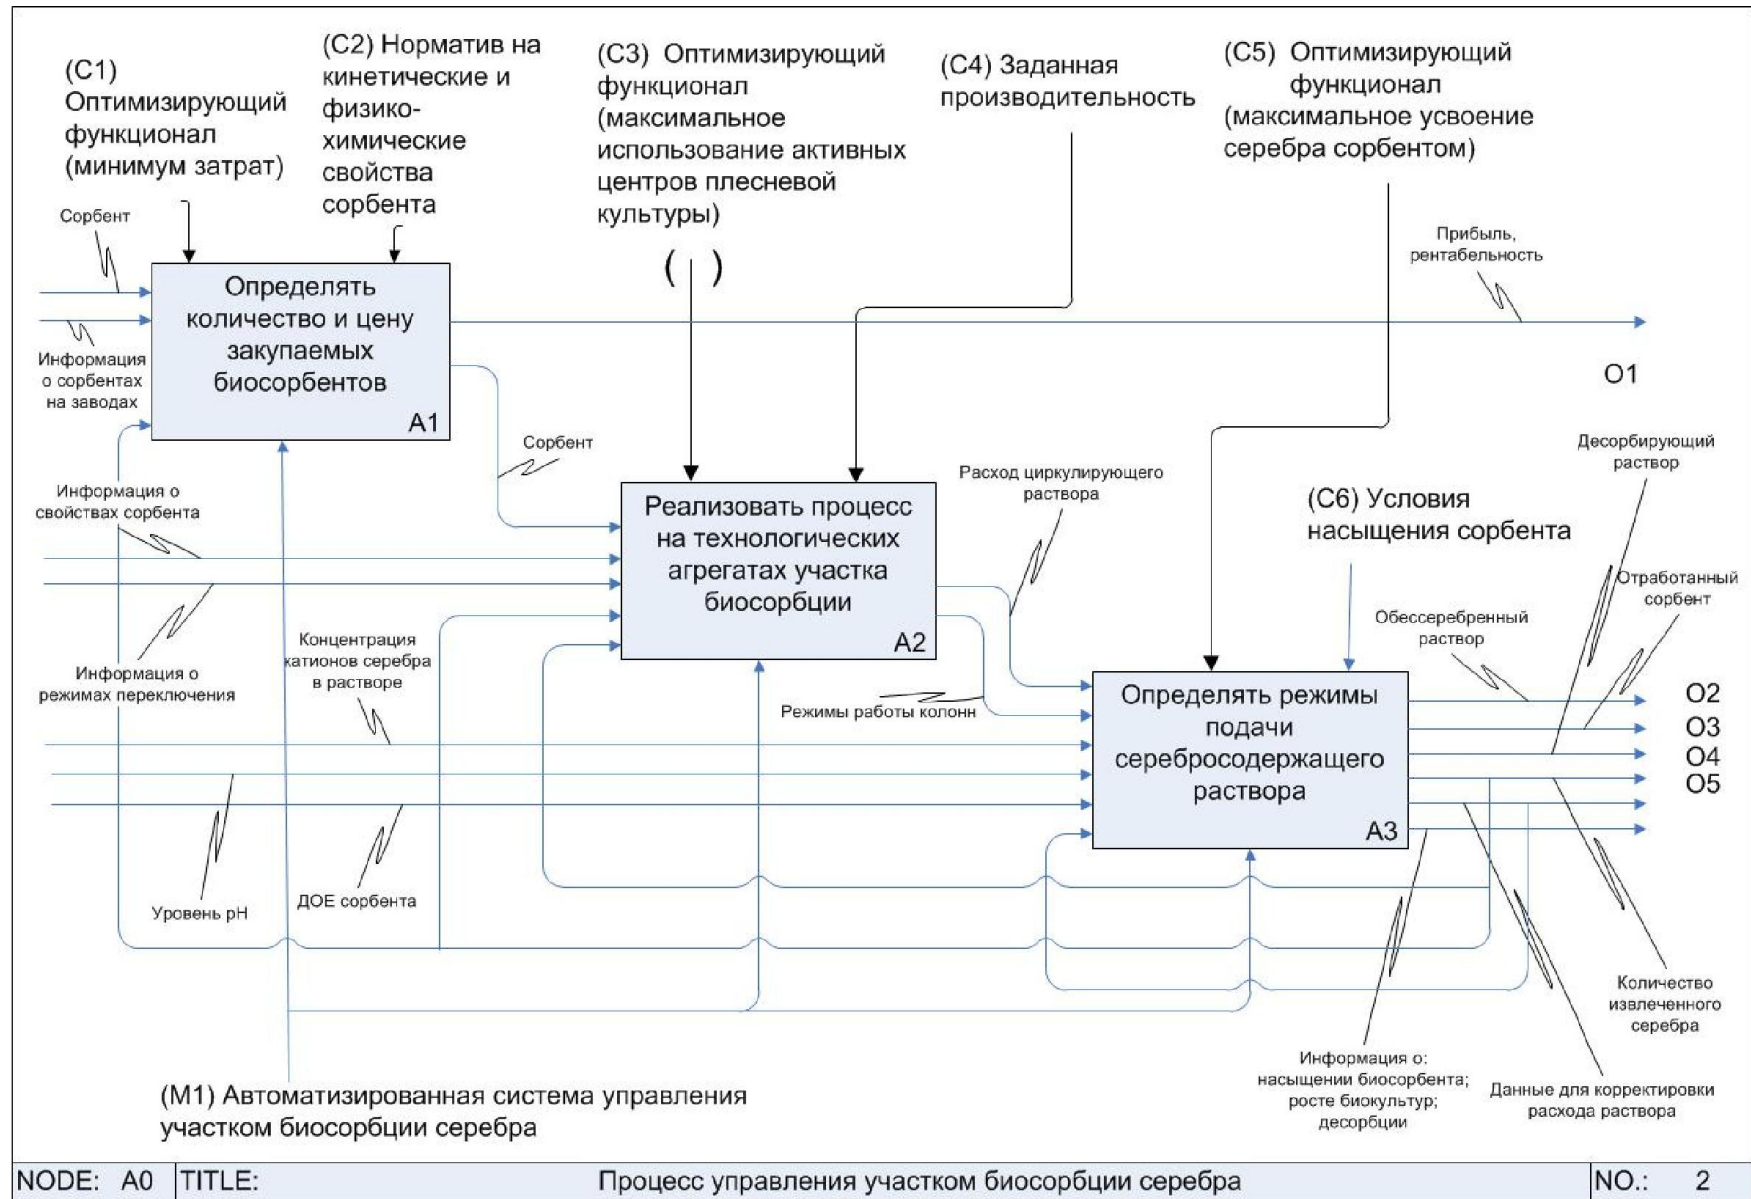 (C1)
Оптимизирующий
функционал
(минимум затрат)
(C2) Норматив на
кинетические и
физико-
химические
свойства
сорбента
(C3) Оптимизирующий
функционал
(максимальное
использование активных
центров плесневой
культуры)
( )
(C4) Заданная
производительность
(C5) Оптимизирующий
функционал
(максимальное усвоение
серебра сорбентом)
Сорбент
Прибыль,
рентабельность
Определять
количество и цену
закупаемых
биосорбентов
A1
Информация
о сорбентах
на заводах
O1
Сорбент
Десорбирующий
раствор
Информация о
свойствах сорбента
Реализовать процесс
на технологических
агрегатах участка
биосорбции
A2
Расход циркулирующего
раствора
(C6) Условия
насыщения сорбента
Отработанный
сорбент
Обессеребренный
раствор
Информация о
режимах переключения
Концентрация
катионов серебра
в растворе
Режимы работы колонн
Определять режимы
подачи
серебросодержащего
раствора
A3
O2
O3
O4
O5
Уровень pH
ДОЕ сорбента
Количество
извлеченного
серебра
Информация о:
насыщении биосорбента;
росте биокультур;
десорбции
Данные для корректировки
расхода раствора
(M1) Автоматизированная система управления
участком биосорбции серебра
NODE: A0 TITLE: Процесс управления участком биосорбции серебра NO.: 2